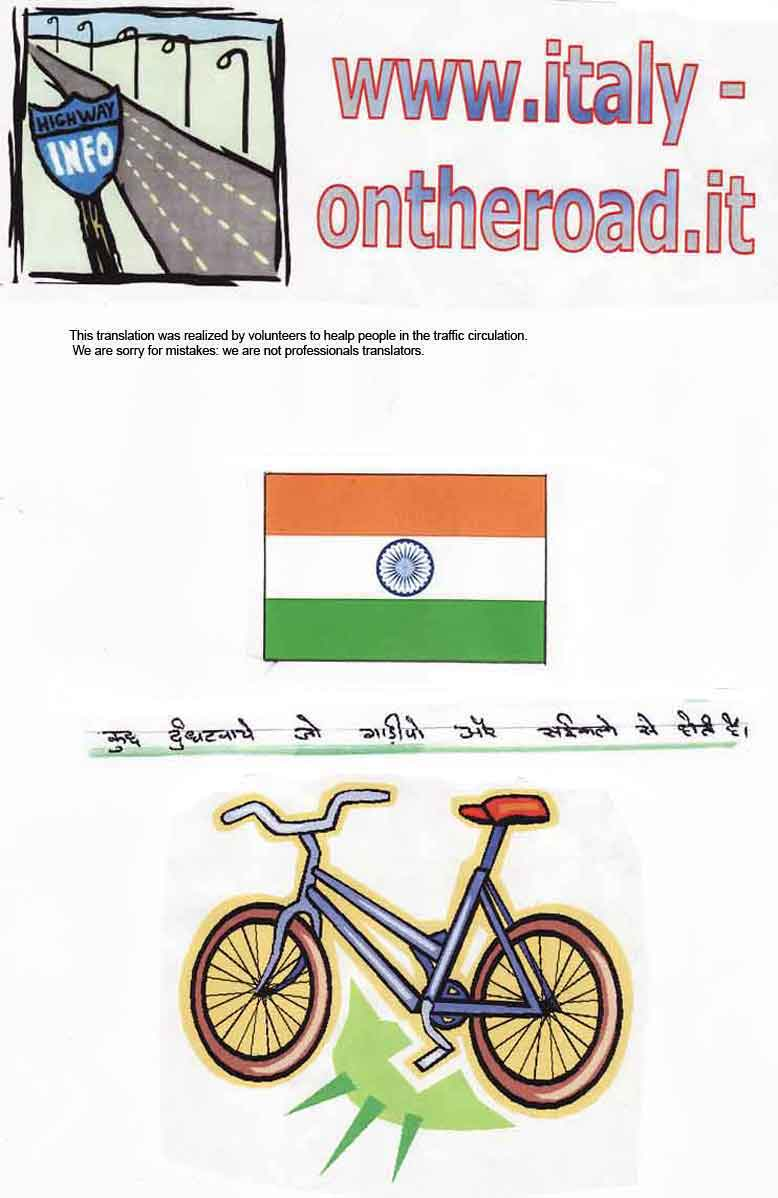 HIGHWAY
INFO
www.italy -
ontheroad.it
This translation was realized by volunteers to healp people in the traffic circulation.
We are sorry for mistakes: we are not professionals translators.
कुछ दुर्घटनाये जो गाड़ीयो और सईकलो से होती है।